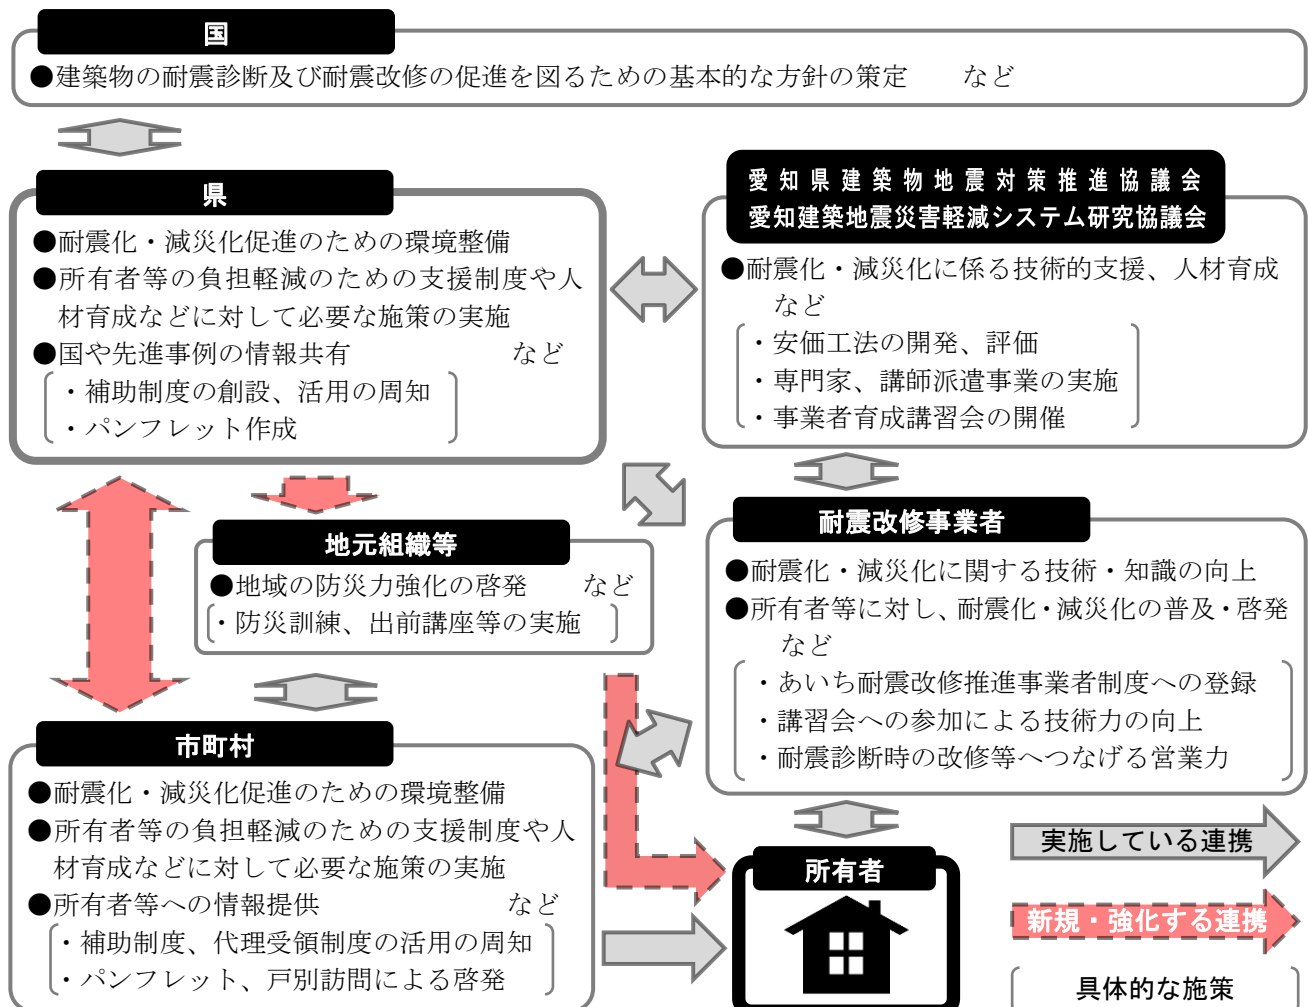 国
●建築物の耐震診断及び耐震改修の促進を図るための基本的な方針の策定　　など
県
●耐震化・減災化促進のための環境整備
●所有者等の負担軽減のための支援制度や人
材育成などに対して必要な施策の実施
●国や先進事例の情報共有　　など
・補助制度の創設、活用の周知
・パンフレット作成
愛知県建築物地震対策推進協議会
愛知建築地震災害軽減システム研究協議会
●耐震化・減災化に係る技術的支援、人材育成
など
・安価工法の開発、評価
・専門家、講師派遣事業の実施
・事業者育成講習会の開催
地元組織等
●地域の防災力強化の啓発　　など
・防災訓練、出前講座等の実施
耐震改修事業者
●耐震化・減災化に関する技術・知識の向上
●所有者等に対し、耐震化・減災化の普及・啓発
など
・あいち耐震改修推進事業者制度への登録
・講習会への参加による技術力の向上
・耐震診断時の改修等へつなげる営業力
市町村
●耐震化・減災化促進のための環境整備
●所有者等の負担軽減のための支援制度や人
材育成などに対して必要な施策の実施
●所有者等への情報提供　　など
・補助制度、代理受領制度の活用の周知
・パンフレット、戸別訪問による啓発
所有者
実施している連携
新規・強化する連携
具体的な施策